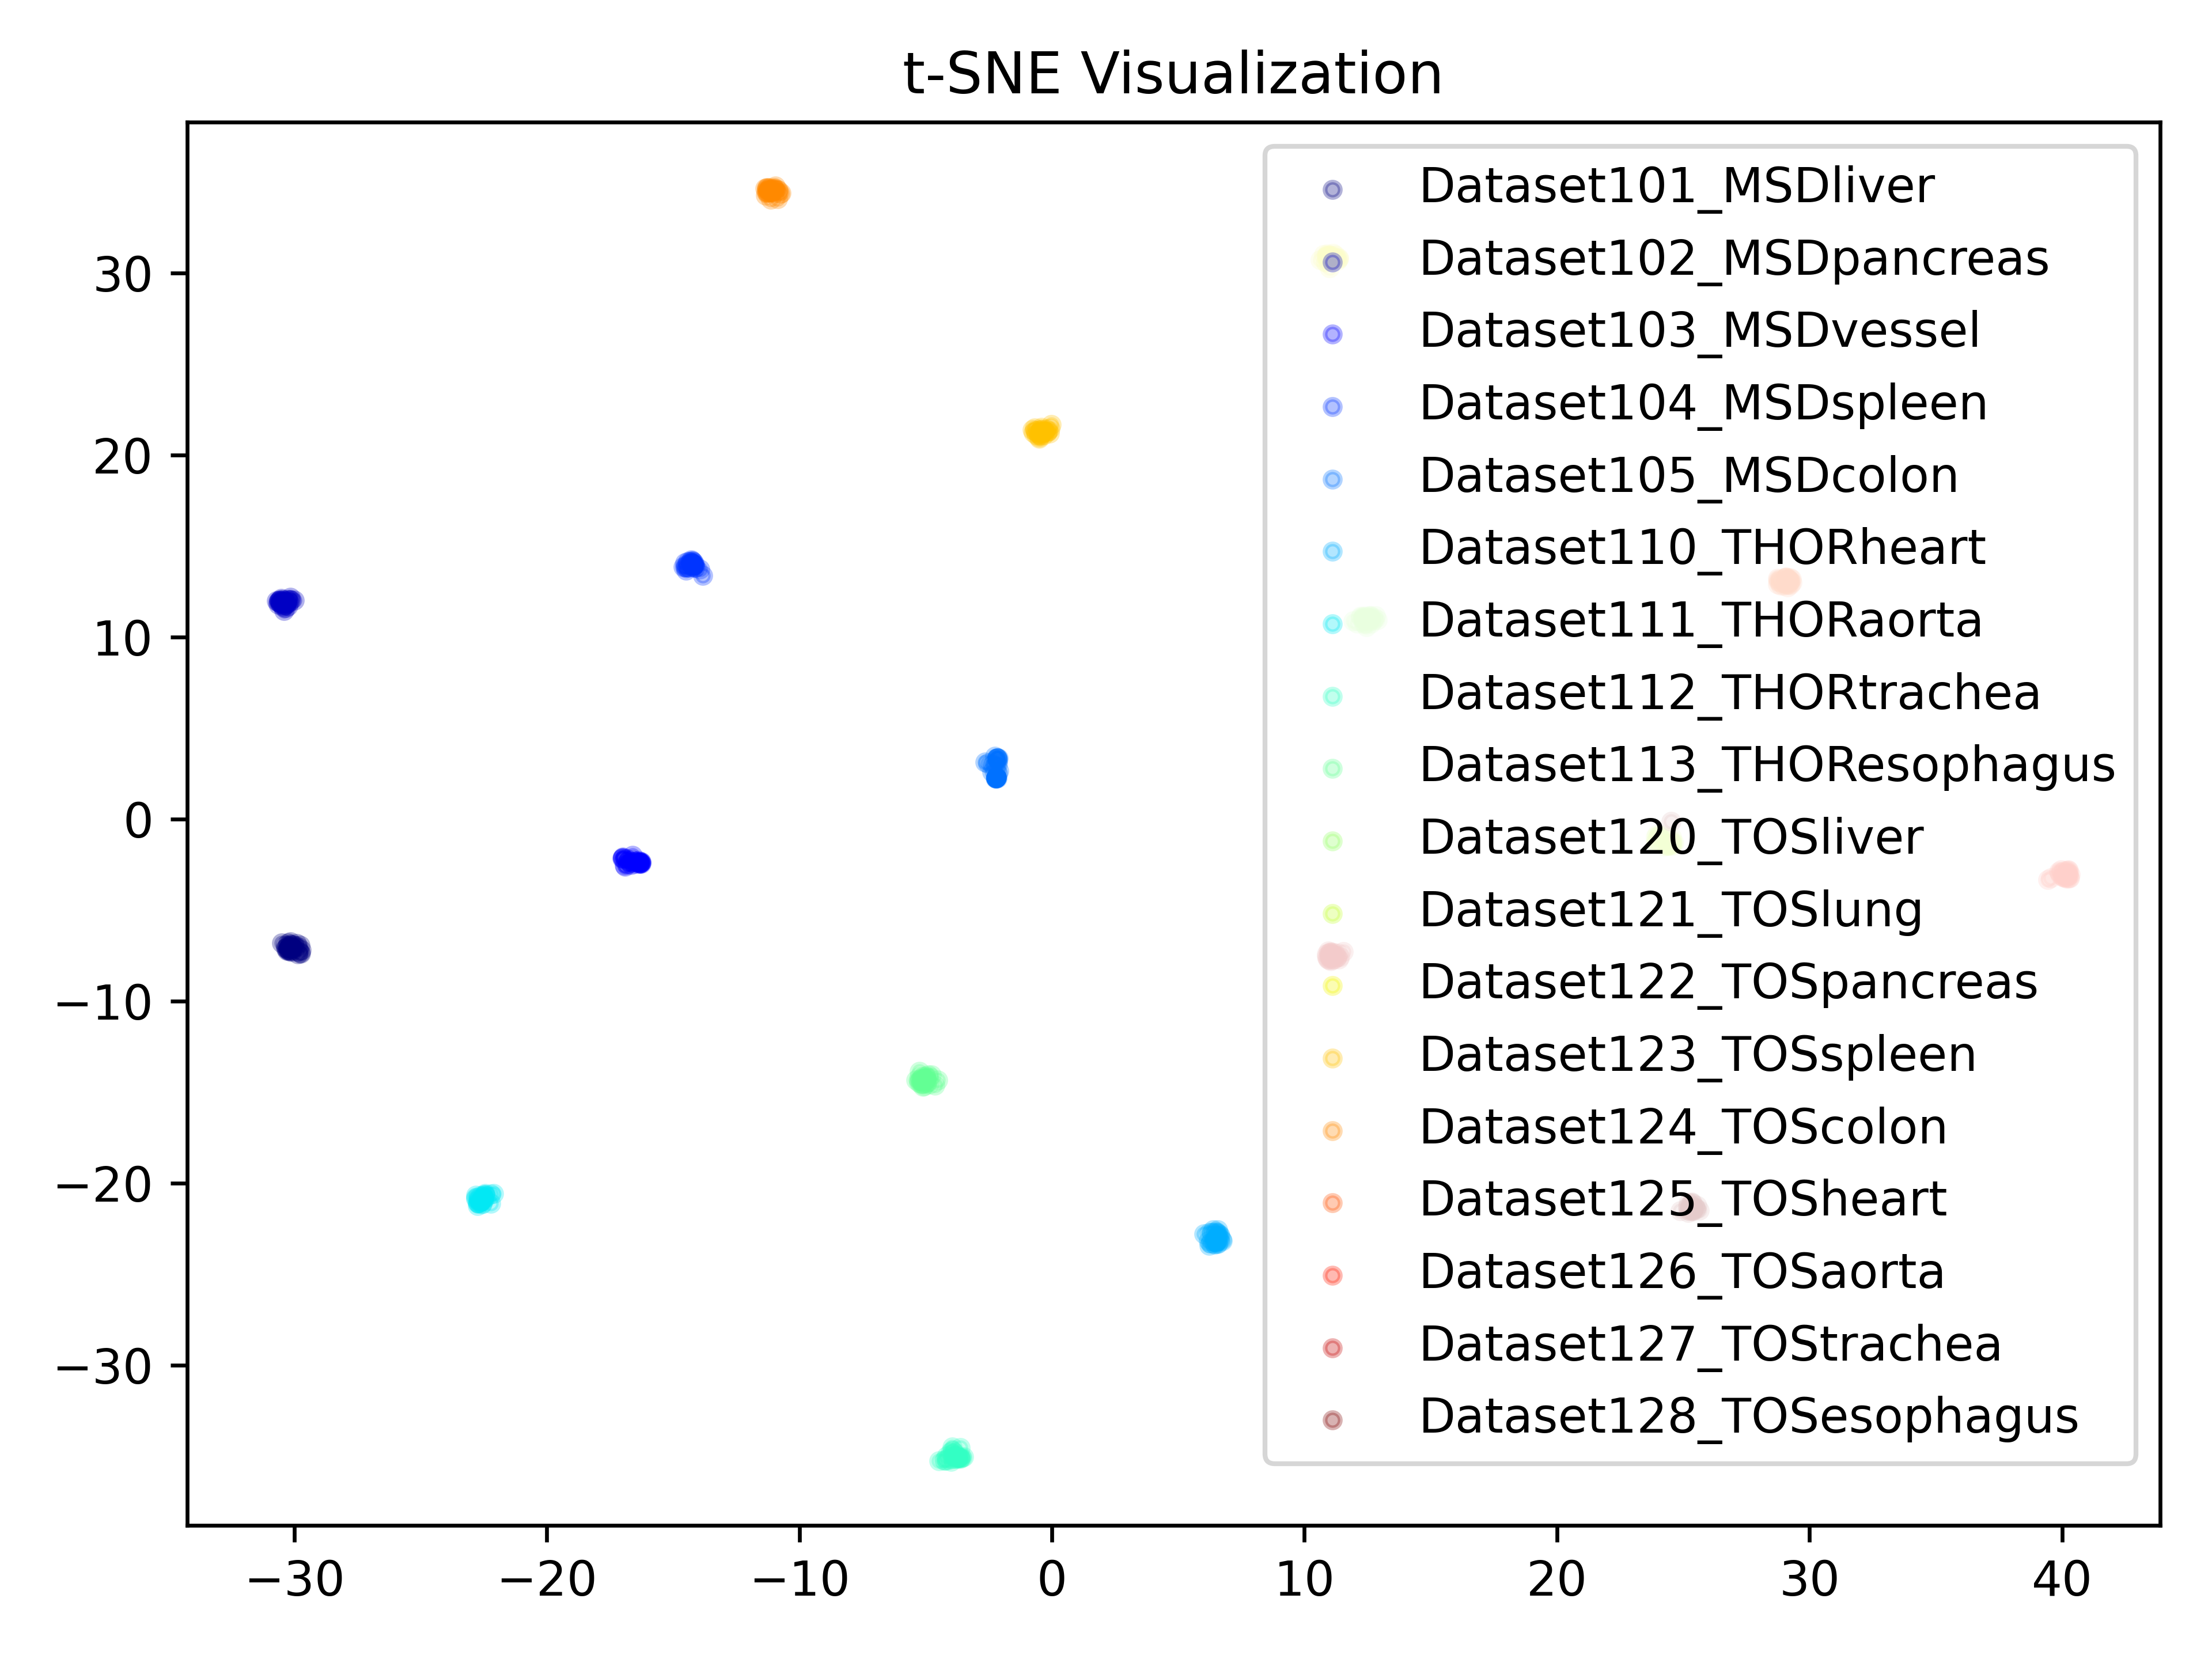 t-SNE Visualization
30
20
10
0
−10
−20
−30
−30
−20
−10
0
10
20
30
40
Dataset101_MSDliver
Dataset102_MSDpancreas
Dataset103_MSDvessel
Dataset104_MSDspleen
Dataset105_MSDcolon
Dataset110_THORheart
Dataset111_THORaorta
Dataset112_THORtrachea
Dataset113_THOResophagus
Dataset120_TOSliver
Dataset121_TOSlung
Dataset122_TOSpancreas
Dataset123_TOSspleen
Dataset124_TOScolon
Dataset125_TOSheart
Dataset126_TOSaorta
Dataset127_TOStrachea
Dataset128_TOSesophagus